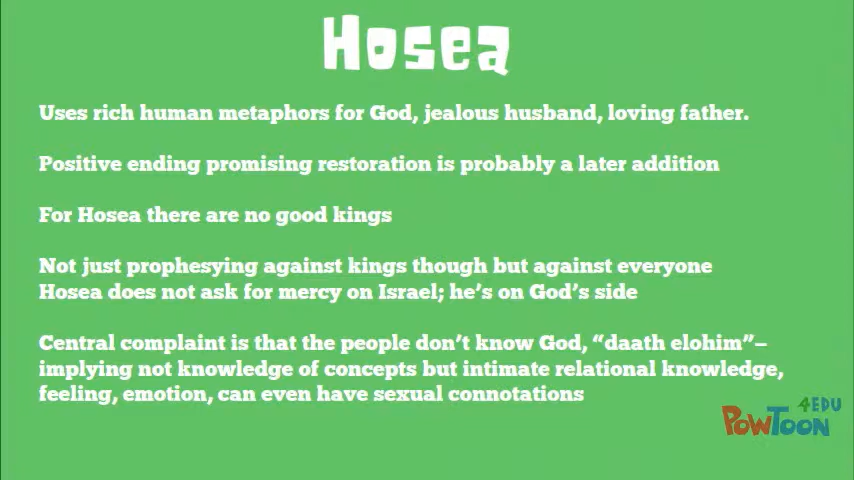 Hosea
Uses rich human metaphors for God, jealous husband, loving father.
Positive ending promising restoration is probably a later addition
For Hosea there are no good kings
Not just prophesying against kings though but against everyone
Hosea does not ask for mercy on Israel; he's on God's side
Central complaint is that the people don't know God, “daath elohim”—
implying not knowledge of concepts but intimate relational knowledge,
feeling, emotion, can even have sexual connotations
4EDU
POWTOON